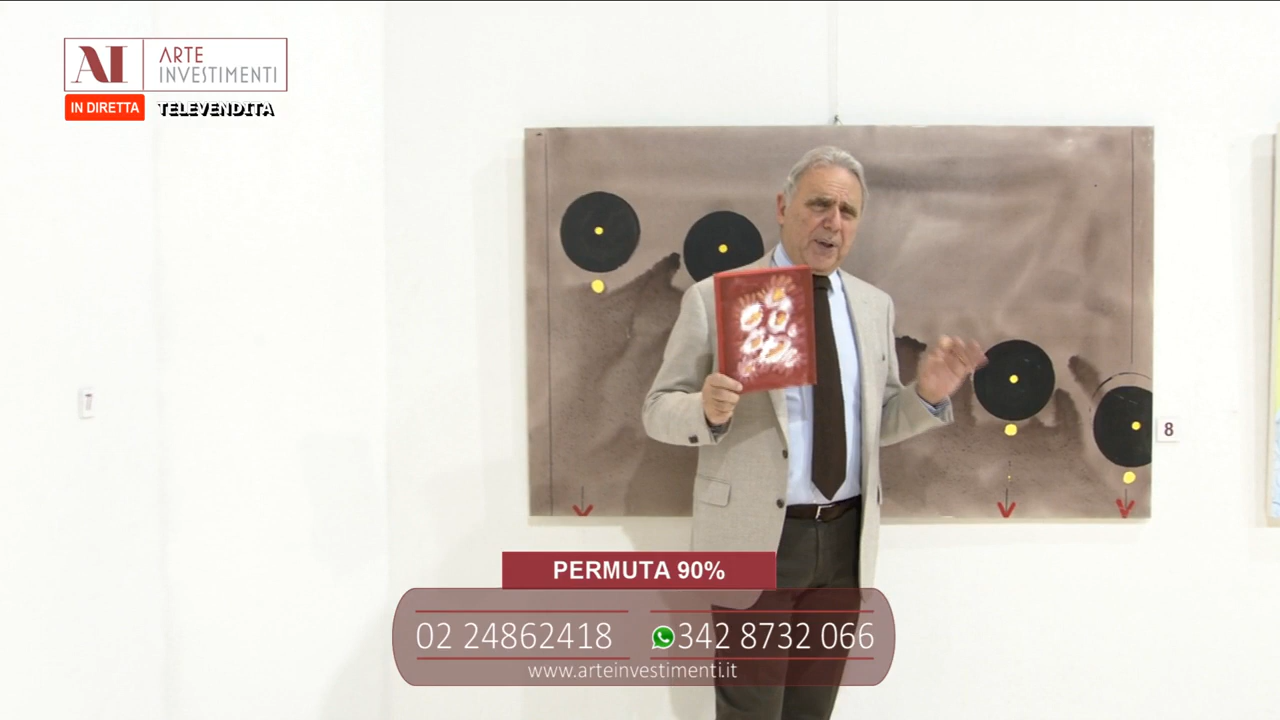 AI ARTE
INVESTIMENTI
IN DIRETTA TELEVENDITA
8
PERMUTA 90%
02 24862418 342 8732 066
www.arteinvestimenti.it